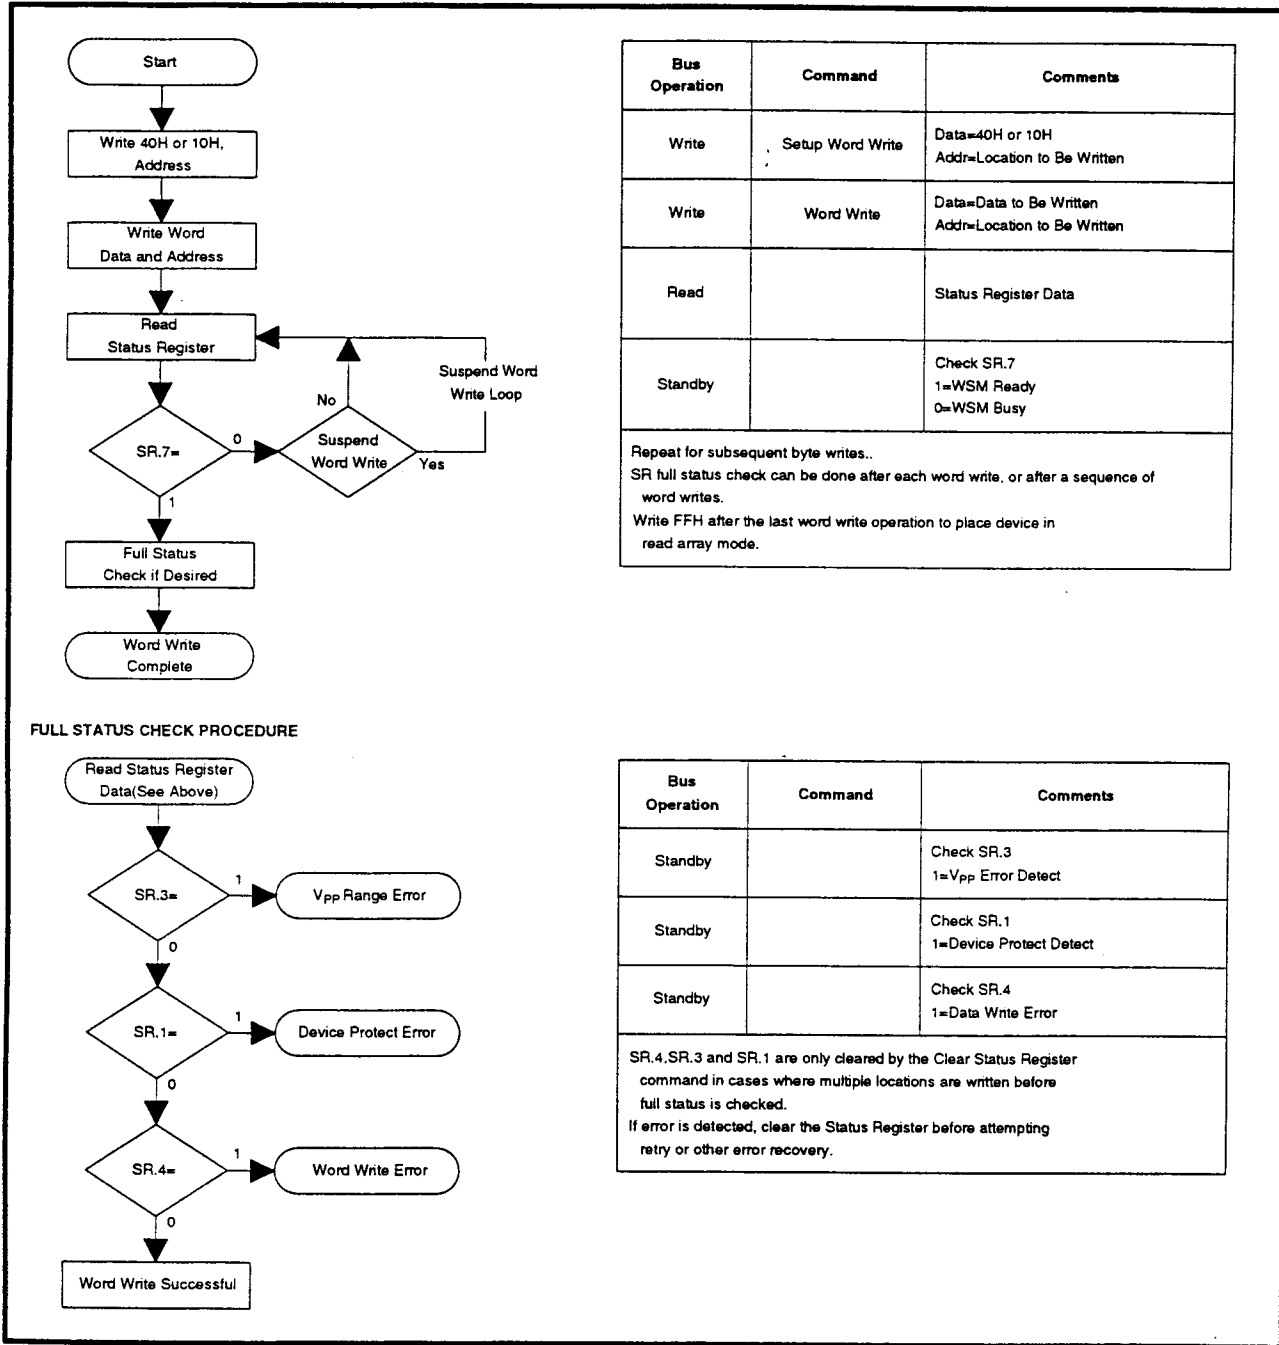 Start
Write 40H or 10H,
Address
Write Word
Data and Address
Read
Status Register
Suspend Word
Write Loop
No
SR.7=
0
Suspend
Word Write
Yes
1
Full Status
Check if Desired
Word Write
Complete
Bus
Operation
Command
Comments
Write
Setup Word Write
Data=40H or 10H
Addr=Location to Be Written
Write
Word Write
Data=Data to Be Written
Addr=Location to Be Written
Read
Status Register Data
Standby
Check SR.7
1=WSM Ready
0=WSM Busy
Repeat for subsequent byte writes..
SR full status check can be done after each word write, or after a sequence of
word writes.
Write FFH after the last word write operation to place device in
read array mode.
FULL STATUS CHECK PROCEDURE
Read Status Register
Data(See Above)
SR.3=
1
VPP Range Error
0
SR.1=
1
Device Protect Error
0
SR.4=
1
Word Write Error
0
Word Write Successful
Bus
Operation
Command
Comments
Standby
Check SR.3
1=VPP Error Detect
Standby
Check SR.1
1=Device Protect Detect
Standby
Check SR.4
1=Data Write Error
SR.4,SR.3 and SR.1 are only cleared by the Clear Status Register
command in cases where multiple locations are written before
full status is checked.
If error is detected, clear the Status Register before attempting
retry or other error recovery.